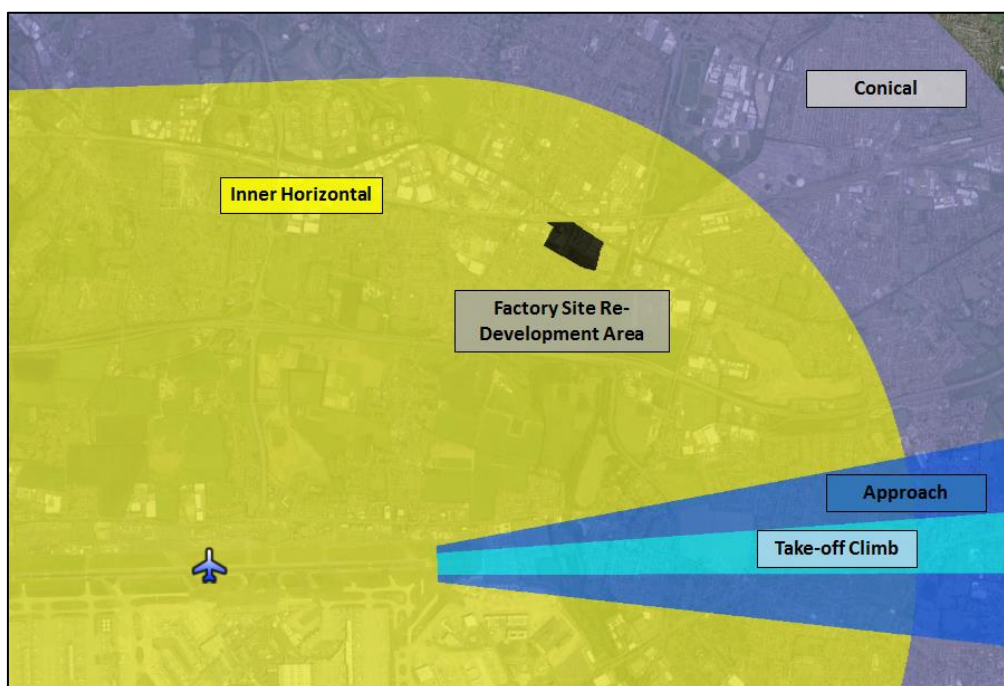 Conical
Inner Horizontal
Factory Site Re-
Development Area
Approach
Take-off Climb